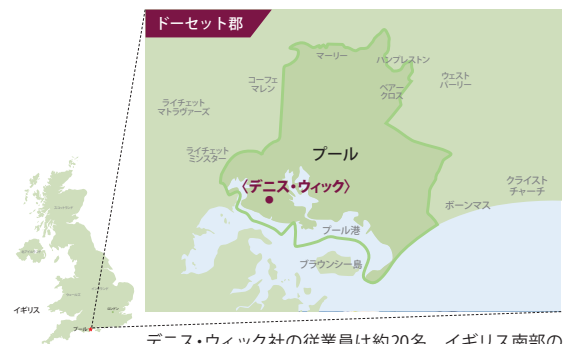 ドーセット郡
マーリー
ハンプレストン
コーフェ
マレン
ベアー
クロス
ウェスト
パーリー
ライチェット
マトラヴァーズ
ライチェット
ミンスター
プール
〈デニス・ウィック〉
クライスト
チャーチ
ボーンマス
プール港
ブラウンシー島
イギリス
プール
デニス・ウィック社の従業員は約20名。イギリス南部の